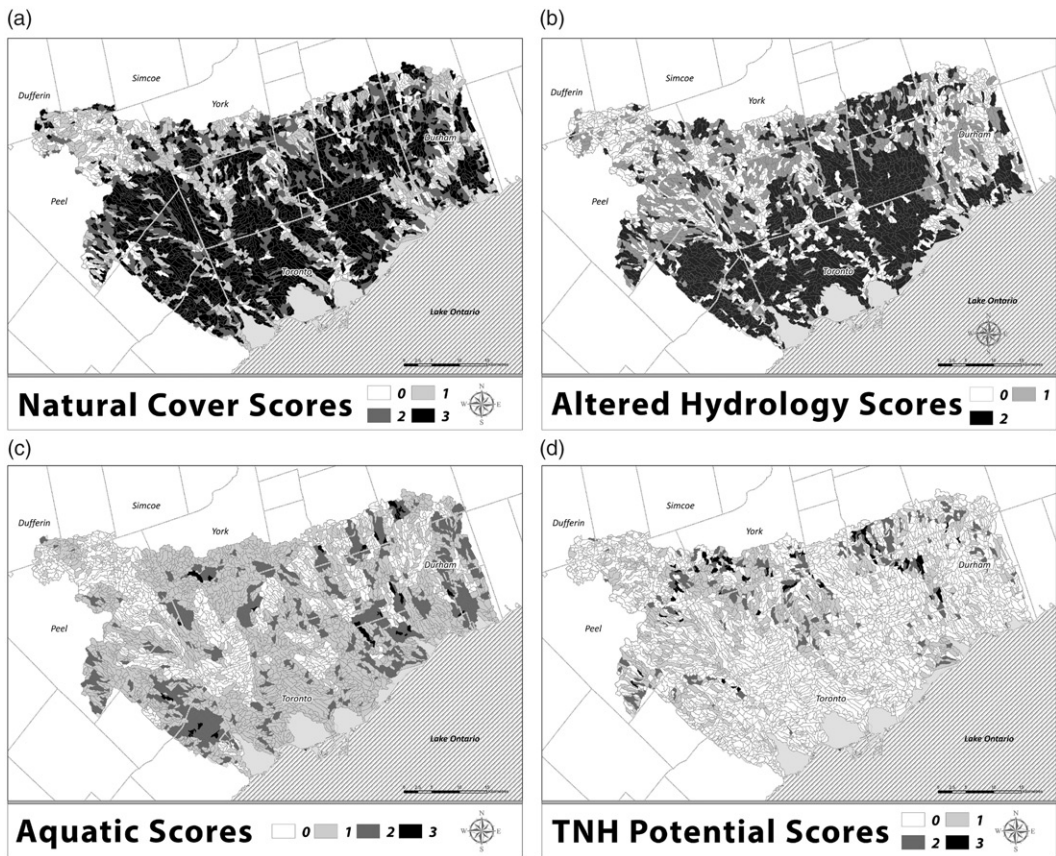 (a)
Simcoe
Dufferin
York
Durham
Peel
Toronto
Lake Ontario
Natural Cover Scores
0 1
2 3
N
W E
S
(b)
Simcoe
Dufferin
York
Durham
Peel
Toronto
Lake Ontario
N
W E
S
Altered Hydrology Scores
0 1
2
(c)
Simcoe
Dufferin
York
Durham
Peel
Toronto
Lake Ontario
Aquatic Scores
0 1 2 3
N
W E
S
(d)
Simcoe
Dufferin
York
Durham
Peel
Toronto
Lake Ontario
TNH Potential Scores
0 1
2 3
N
W E
S